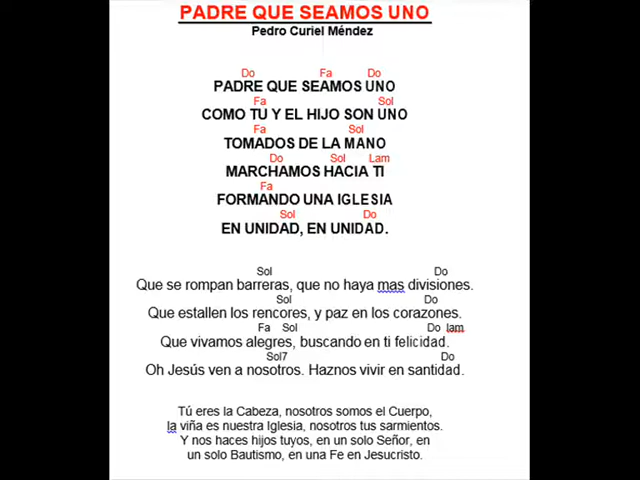 PADRE QUE SEAMOS UNO
Pedro Curiel Méndez
Do Fa Do
PADRE QUE SEAMOS UNO
Fa Sol
COMO TU Y EL HIJO SON UNO
Fa Sol
TOMADOS DE LA MANO
Do Sol Lam
MARCHAMOS HACIA TI
Fa
FORMANDO UNA IGLESIA
Sol Do
EN UNIDAD, EN UNIDAD.
Sol Do
Que se rompan barreras, que no haya mas divisiones.
Sol Do
Que estallen los rencores, y paz en los corazones.
Fa Sol Do lam
Que vivamos alegres, buscando en ti felicidad.
Sol7 Do
Oh Jesús ven a nosotros. Haznos vivir en santidad.
Tú eres la Cabeza, nosotros somos el Cuerpo,
la viña es nuestra Iglesia, nosotros tus sarmientos.
Y nos haces hijos tuyos, en un solo Señor, en
un solo Bautismo, en una Fe en Jesucristo.